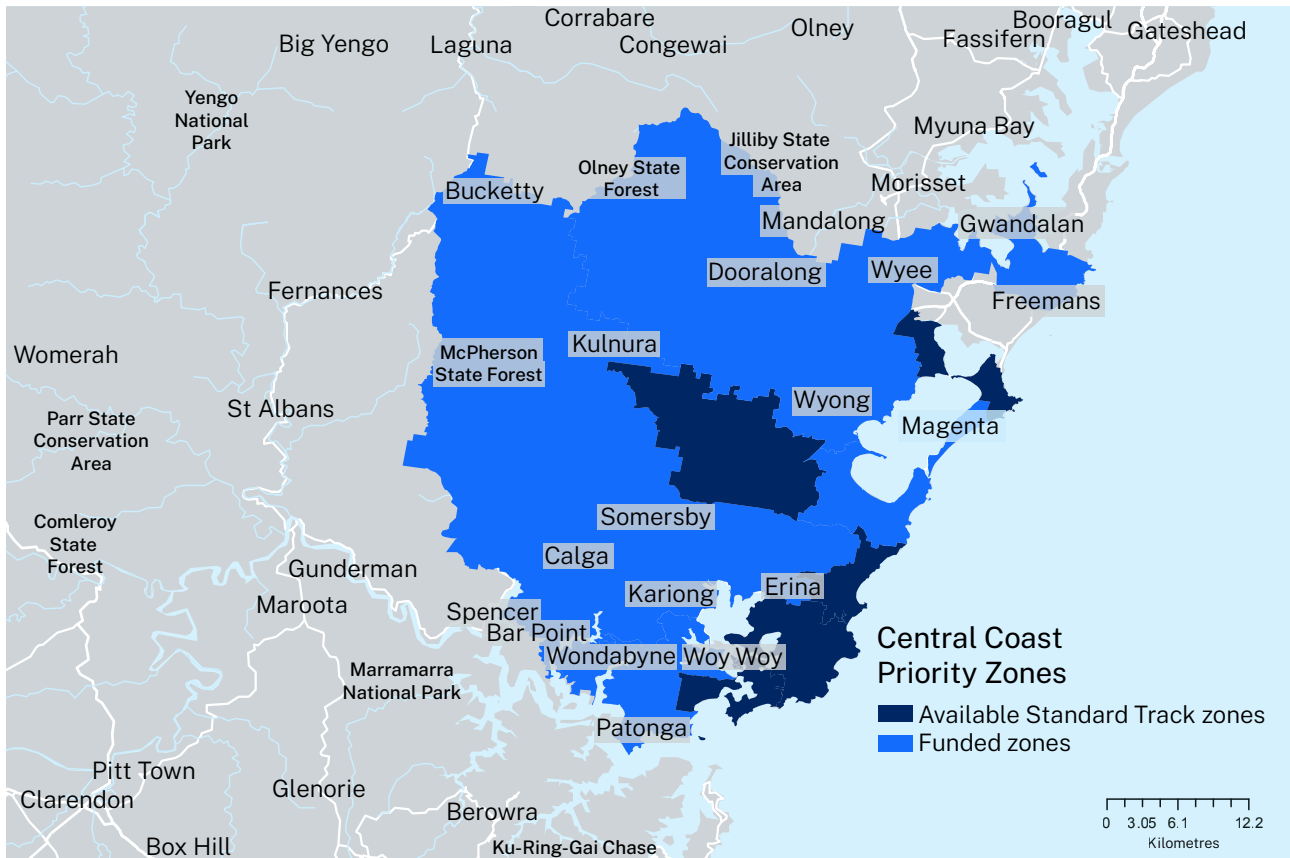 Corrabare
Booragul
Big Yengo
Laguna
Congewai
Olney
Fassifern
Gateshead
Yengo
National
Park
Myuna Bay
Jilliby State
Conservation
Area
Olney State
Forest
Bucketty
Morisset
Mandalong
Gwandalan
Dooralong
Wyee
Fernances
Freemans
Kulnura
Womerah
McPherson
State Forest
Wyong
St Albans
Magenta
Parr State
Conservation
Area
Somersby
Comleroy
State
Forest
Calga
Gunderman
Kariong
Erina
Maroota
Spencer
Bar Point
Wondabyne
Woy Woy
Marramarra
National Park
Patonga
Central Coast
Priority Zones
Available Standard Track zones
Funded zones
Pitt Town
Clarendon
Glenorie
Berowra
Box Hill
Ku-Ring-Gai Chase
0 3.05 6.1 12.2
Kilometres